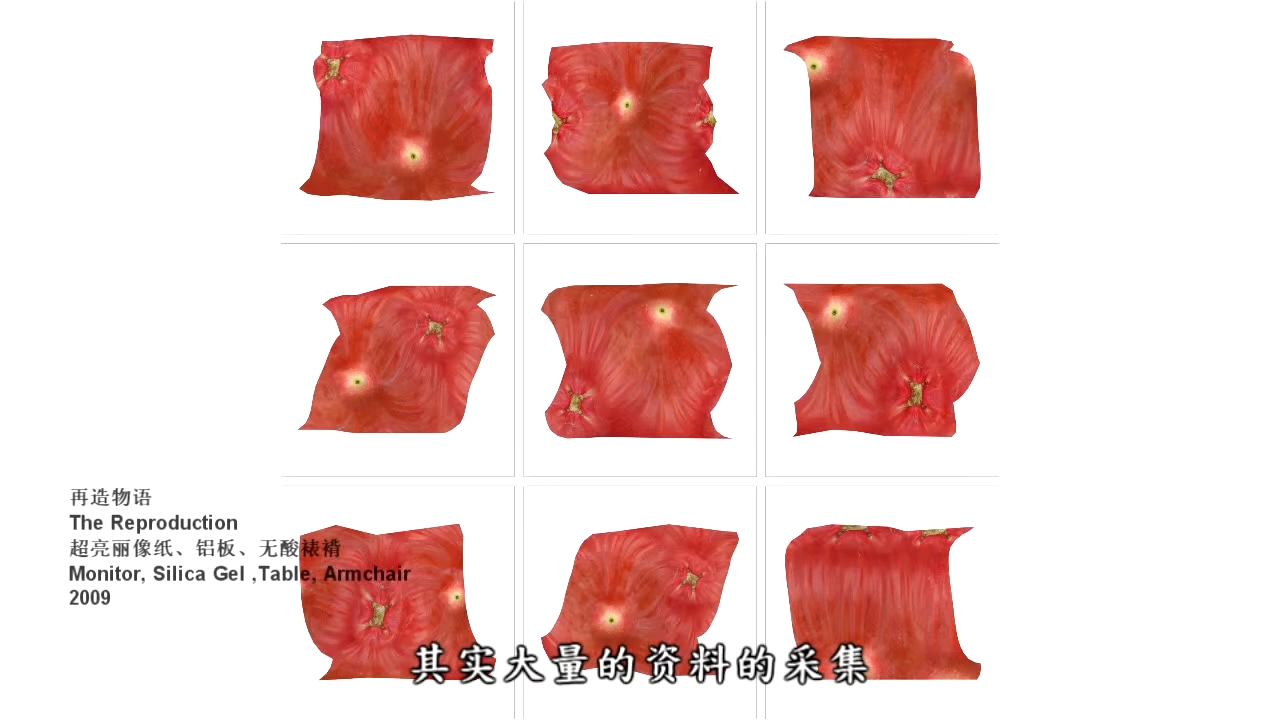 再造物语
The Reproduction
超亮丽像纸、铝板、无酸裱褙
Monitor, Silica Gel ,Table, Armchair
2009
其实大量的资料的采集